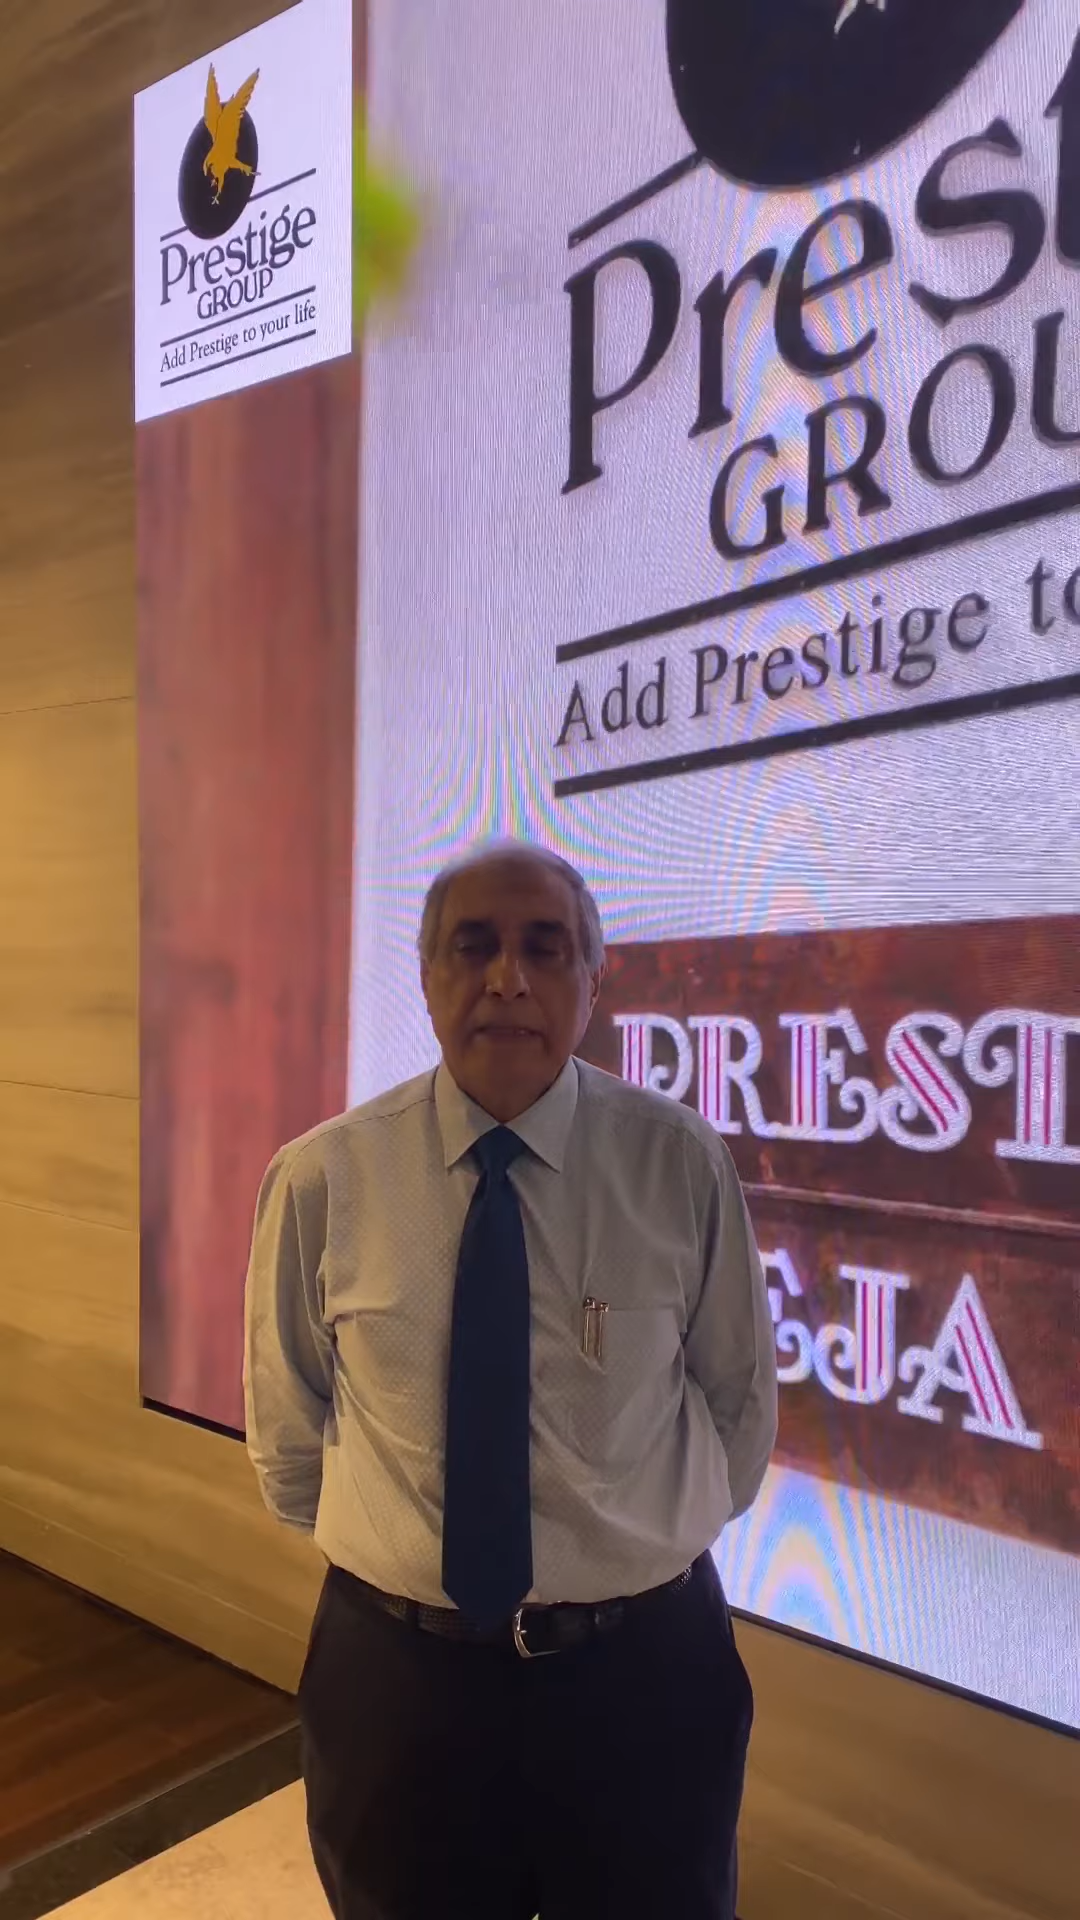 Prestige
GROUP
Add Prestige to your life
Pres
GROU
Add Prestige to
PREST
EJA